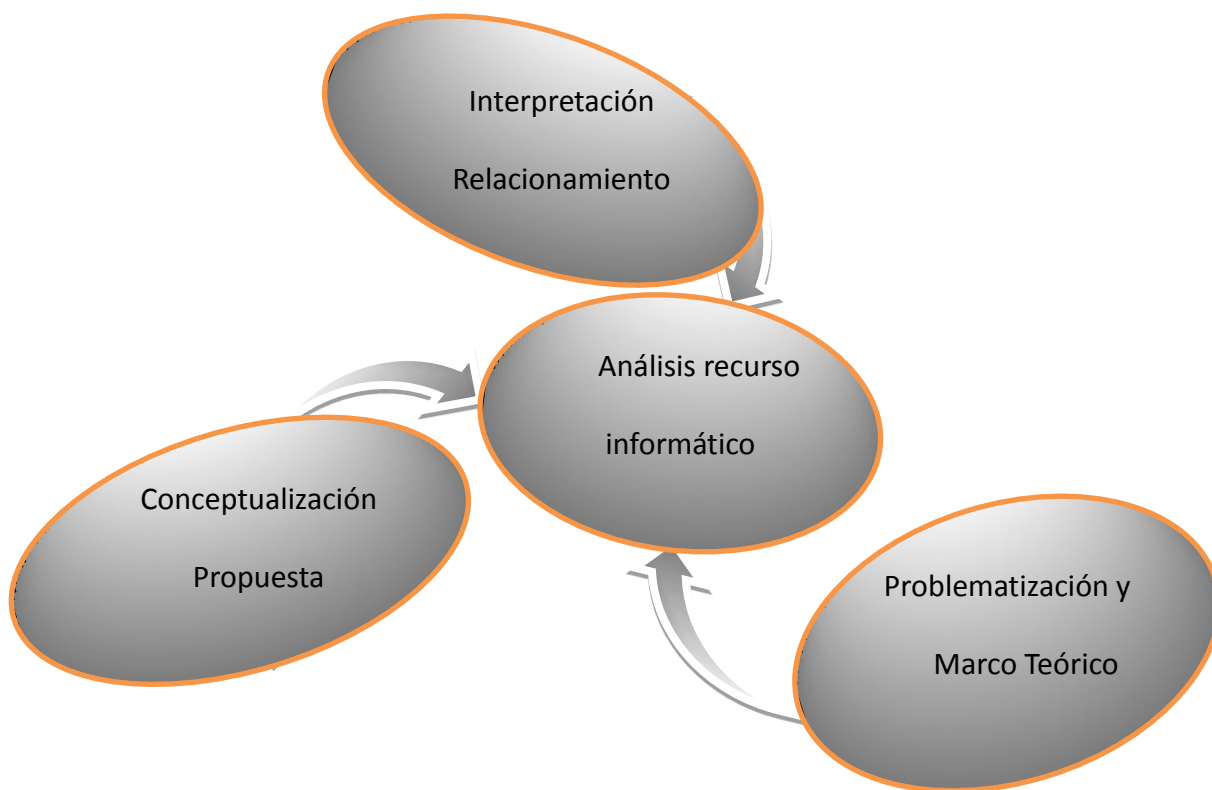 Interpretación
Relacionamiento
Análisis recurso
informático
Conceptualización
Propuesta
Problematización y
Marco Teórico